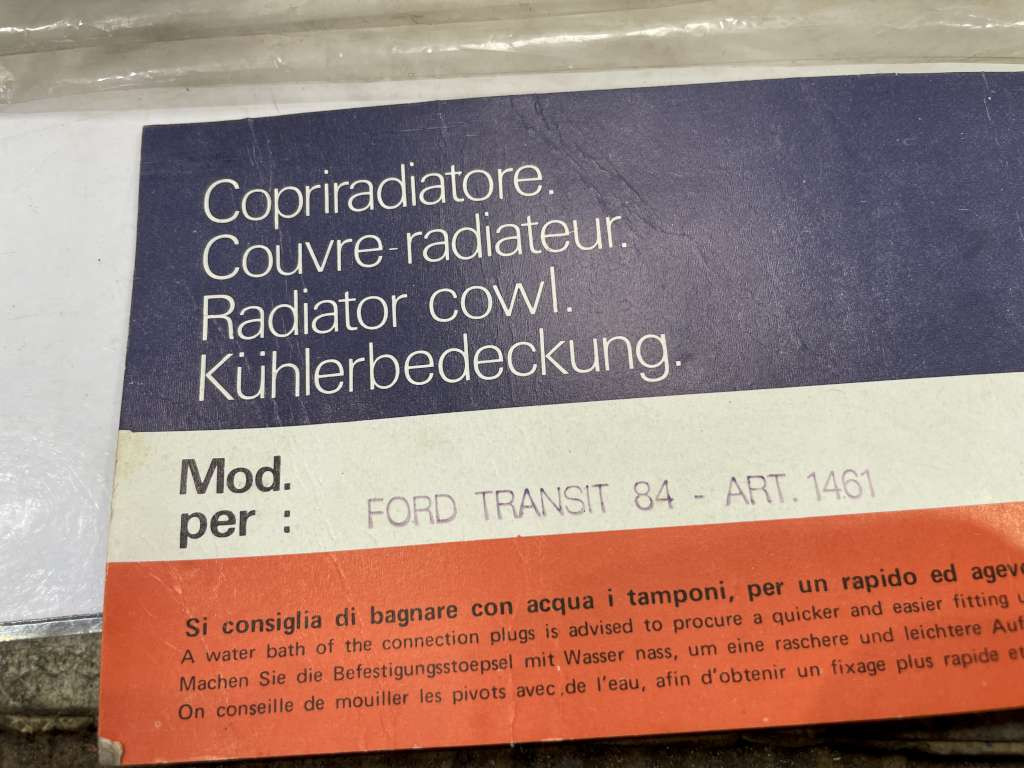 Copriradiatore.
Couvre-radiateur.
Radiator cowl.
Kühlerbedeckung.
Mod.
per :
FORD TRANSIT 84 - ART. 1461
Si consiglia di bagnare con acqua i tamponi, per un rapido ed
A water bath of the connection plugs is advised to procure a quicker and easier fitting
Machen Sie die Befestigungsstoepsel mit Wasser nass, um eine raschere und leichtere
On conseille de mouiller les pivots avec de l'eau, afin d'obtenir un fixage plus rapide